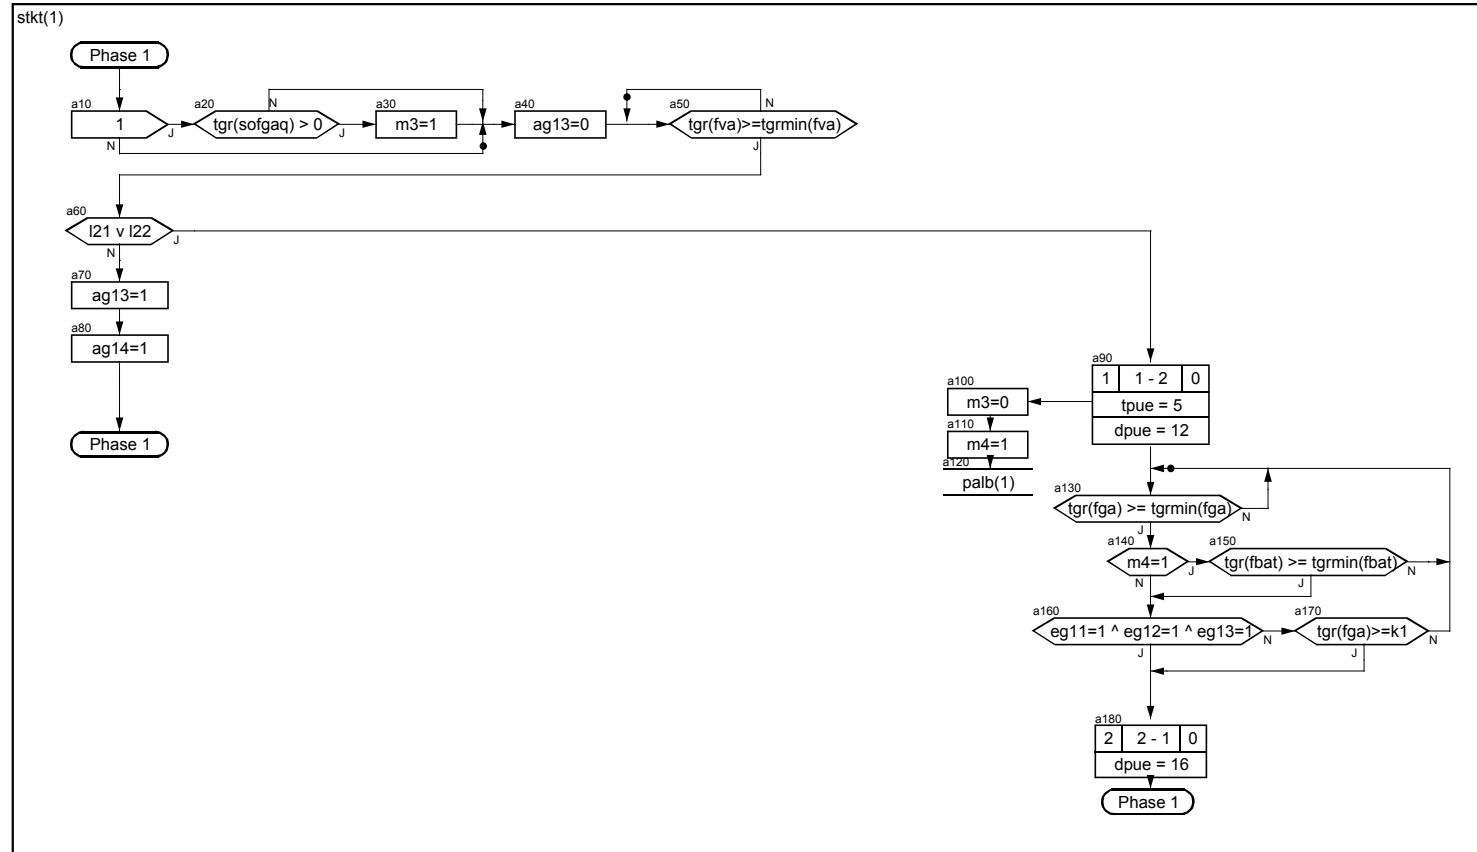 stkt(1)
Phase 1
a10
1
J
N
a20
tgr(sofgaq) > 0
N
J
a30
m3=1
a40
ag13=0
a50
tgr(fva)>=tgrmin(fva)
N
J
a60
l21 v l22
J
N
a70
ag13=1
a80
ag14=1
Phase 1
a90
1 1 - 2 0
tpue = 5
dpue = 12
a100
m3=0
a110
m4=1
a120
palb(1)
a130
tgr(fga) >= tgrmin(fga)
N
J
a140
m4=1
J
N
a150
tgr(fbat) >= tgrmin(fbat)
N
J
a160
eg11=1 ^ eg12=1 ^ eg13=1
N
J
a170
tgr(fga)>=k1
N
J
a180
2 2 - 1 0
dpue = 16
Phase 1